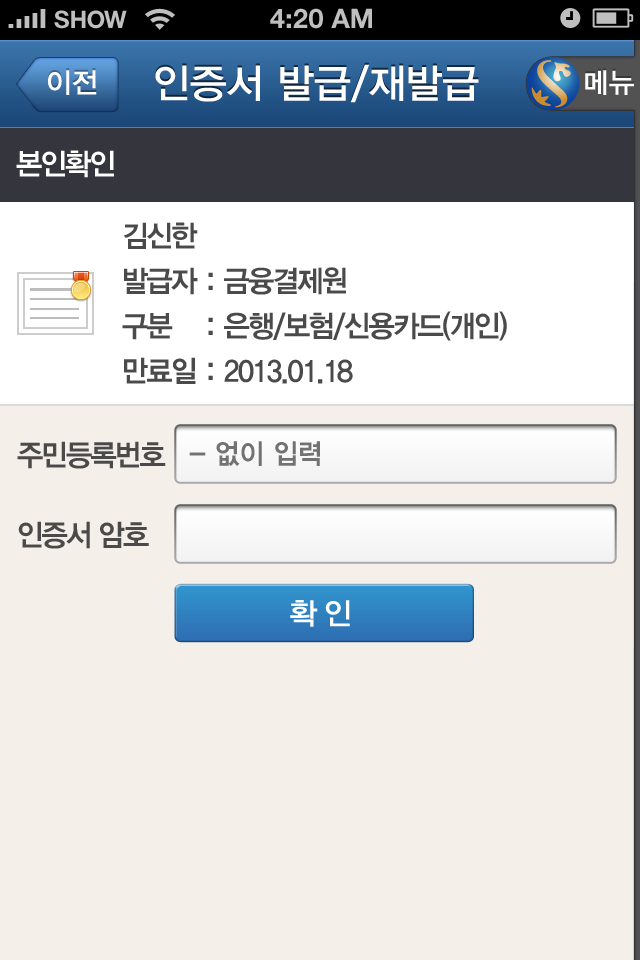 SHOW 4:20 AM
이전 인증서 발급/재발급 메뉴
본인확인
김신한
발급자 : 금융결제원
구분 : 은행/보험/신용카드(개인)
만료일 : 2013.01.18
주민등록번호 – 없이 입력
인증서 암호
확 인